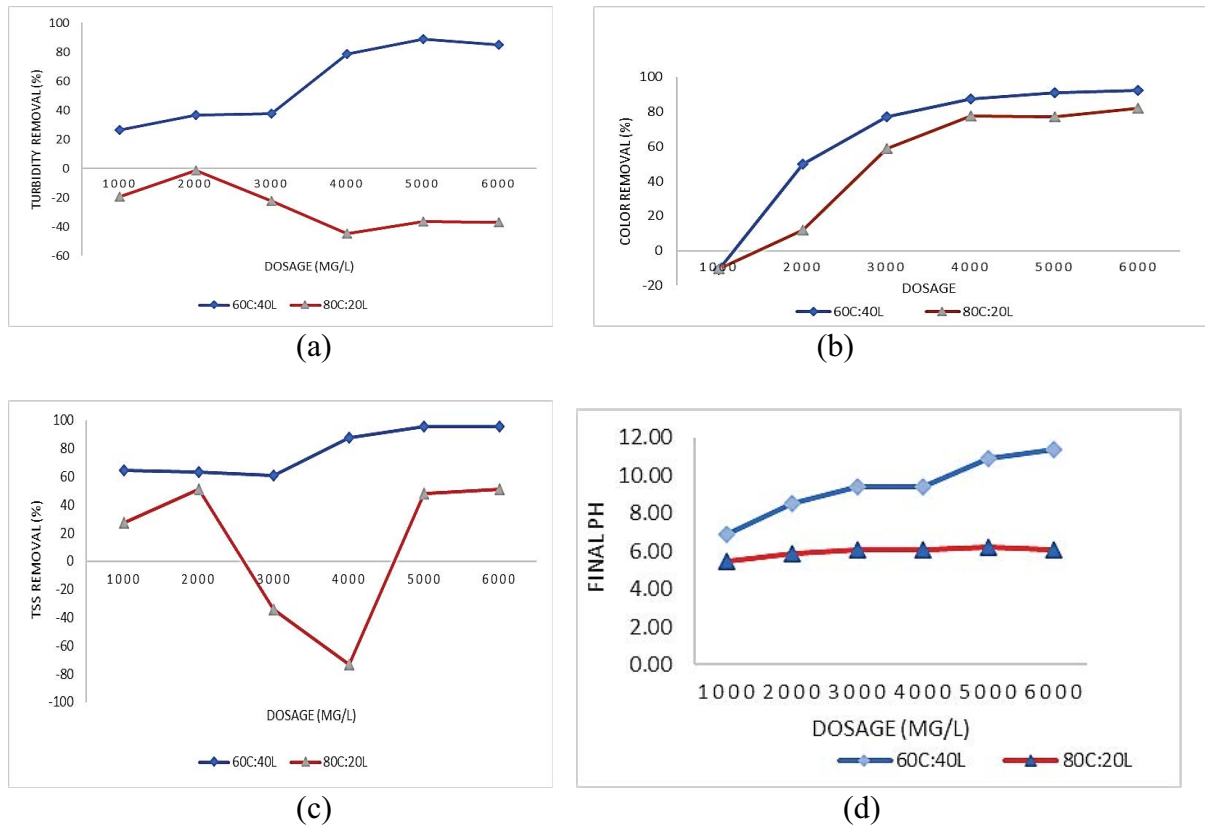 100
80
60
40
20
0
-20
-40
-60
TURBIDITY REMOVAL (%)
1000 2000 3000 4000 5000 6000
DOSAGE (MG/L)
60C:40L 80C:20L
(a)
100
80
60
40
20
0
-20
COLOR REMOVAL (%)
1000 2000 3000 4000 5000 6000
DOSAGE
60C:40L 80C:20L
(b)
100
80
60
40
20
0
-20
-40
-60
-80
-100
TSS REMOVAL (%)
1000 2000 3000 4000 5000 6000
DOSAGE (MG/L)
60C:40L 80C:20L
(c)
12.00
10.00
8.00
6.00
4.00
2.00
0.00
FINAL PH
1000 2000 3000 4000 5000 6000
DOSAGE (MG/L)
60C:40L 80C:20L
(d)